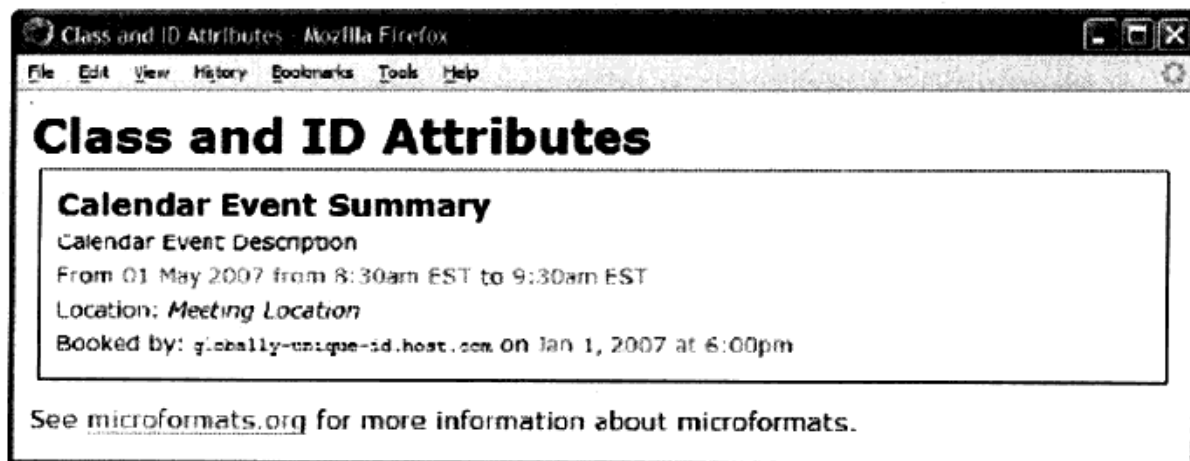 Class and ID Attributes - Mozilla Firefox
File Edit View History Bookmarks Tools Help
Class and ID Attributes
Calendar Event Summary
Calendar Event Description
From 01 May 2007 from 8:30am EST to 9:30am EST
Location: Meeting Location
Booked by: globally-unique-id.host.com on Jan 1, 2007 at 6:00pm
See microformats.org for more information about microformats.